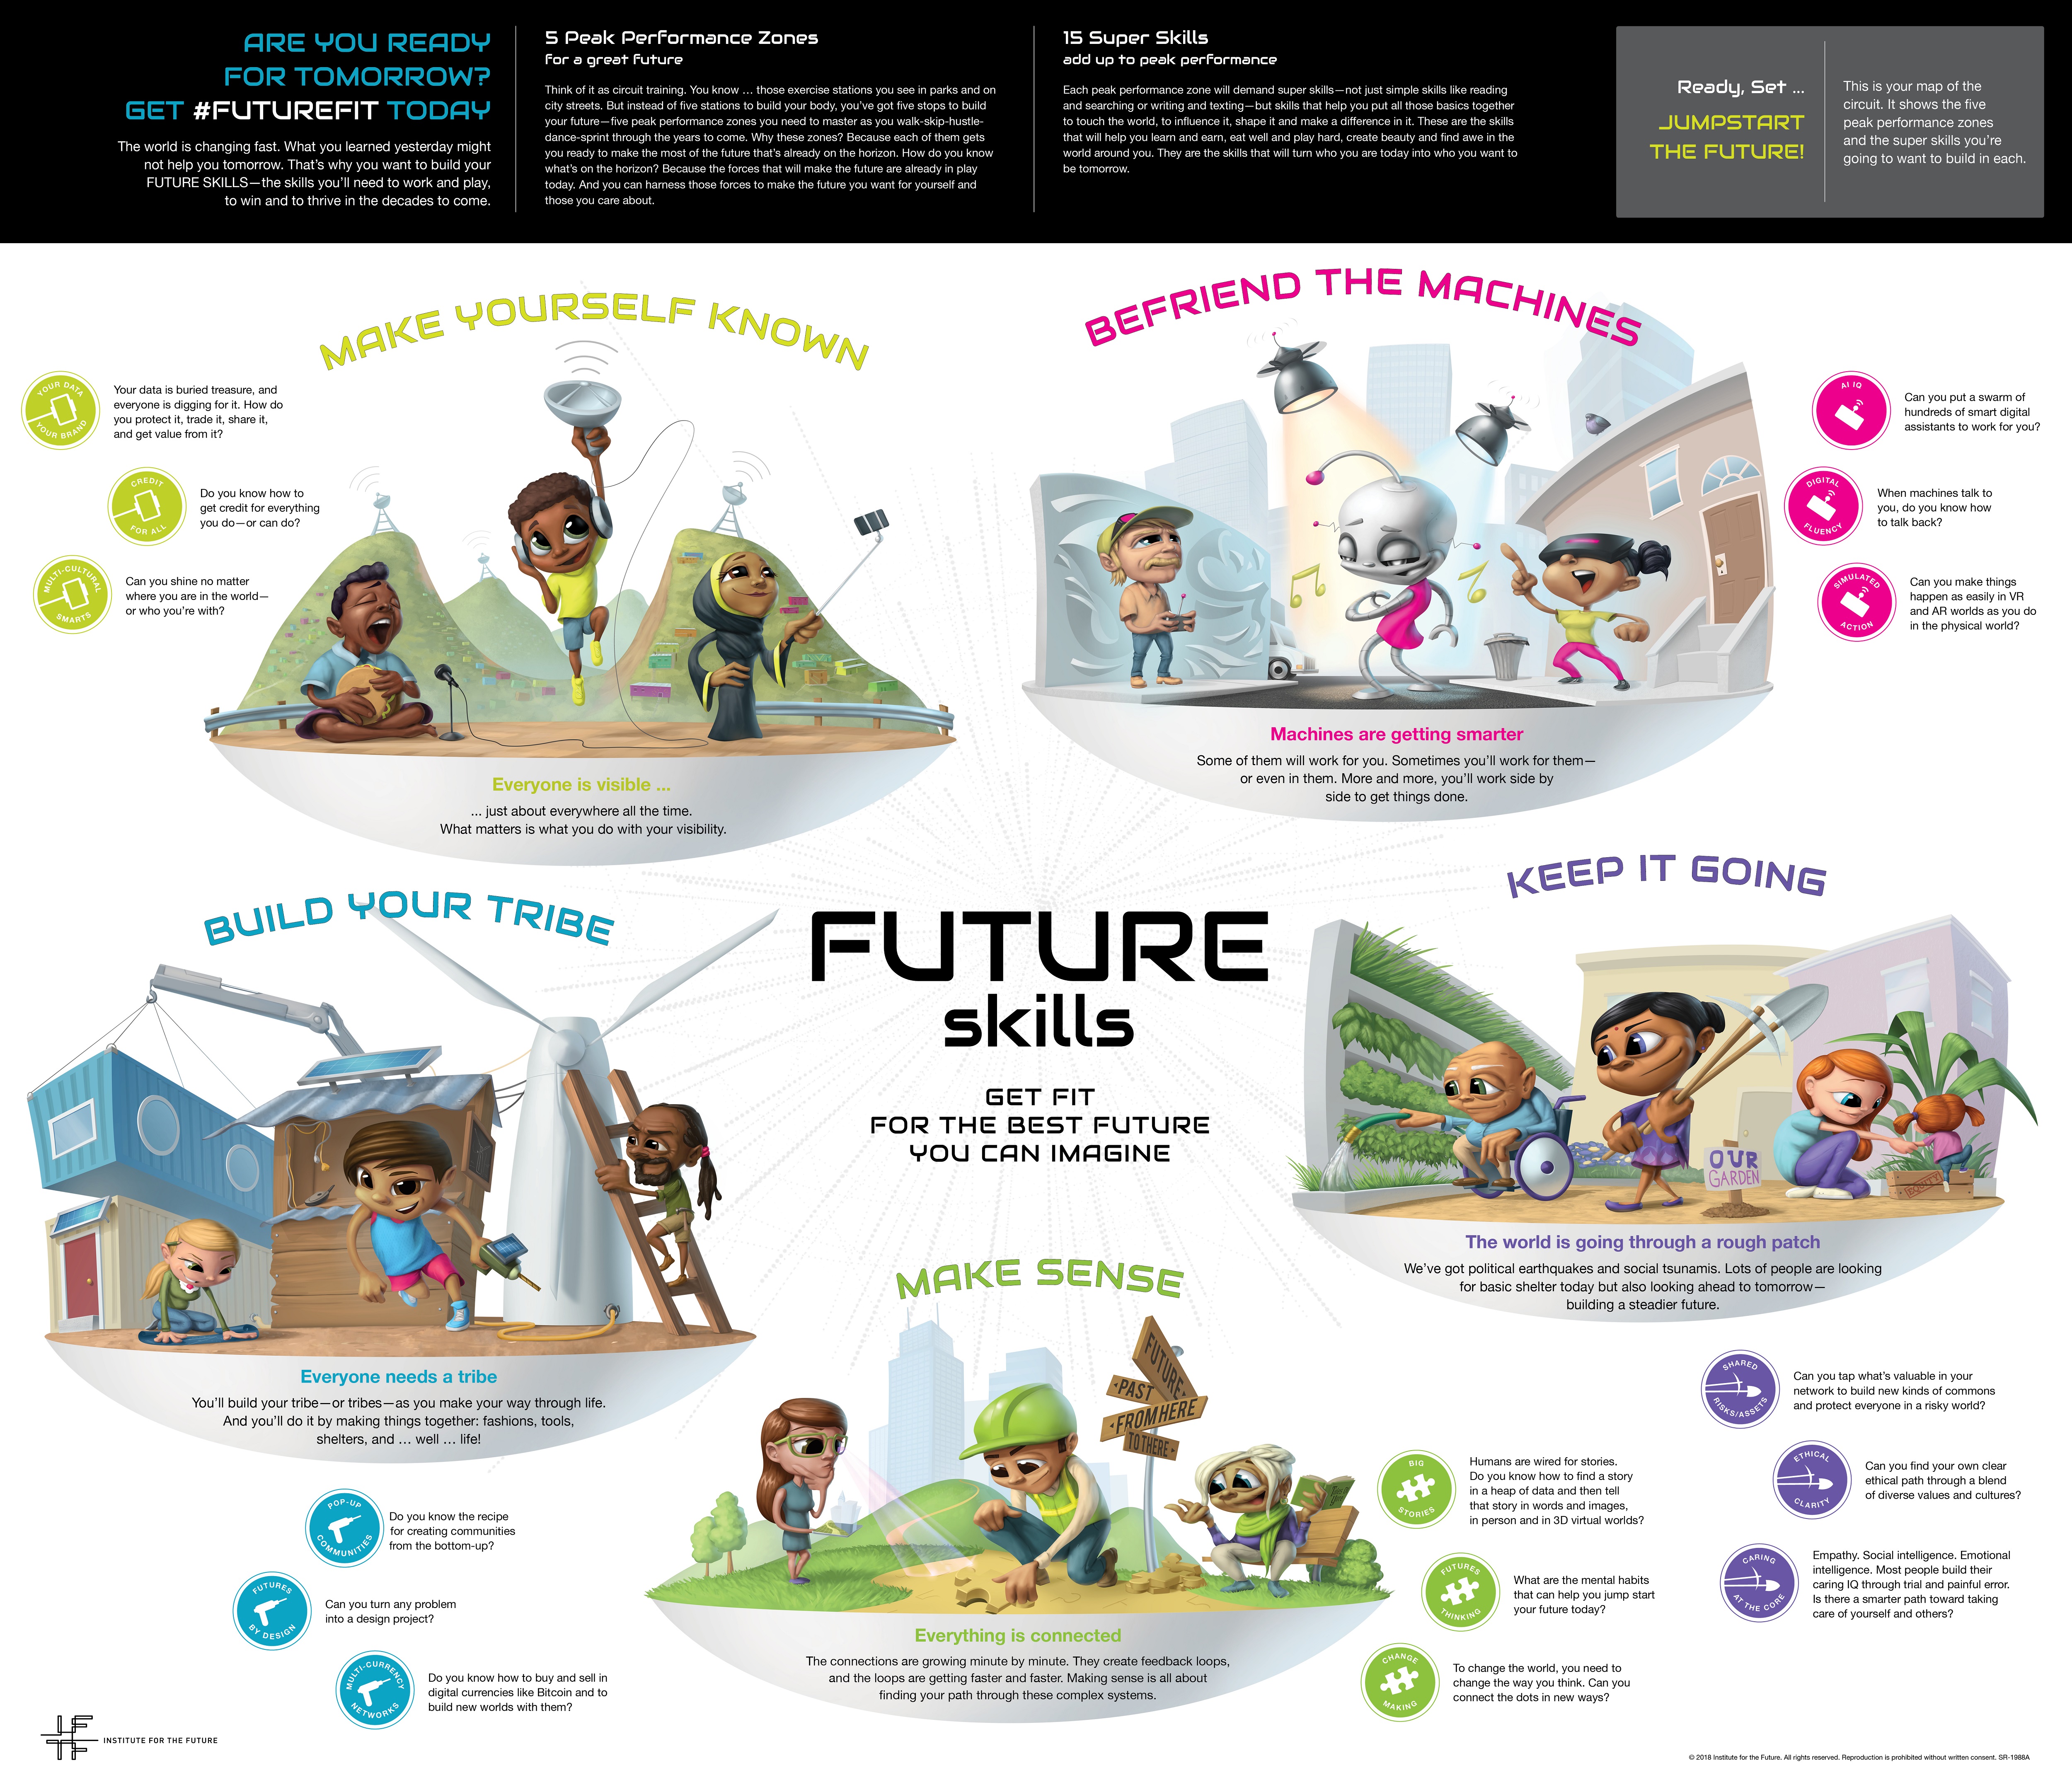 ARE YOU READY
FOR TOMORROW?
GET #FUTUREFIT TODAY
The world is changing fast. What you learned yesterday might
not help you tomorrow. That's why you want to build your
FUTURE SKILLS—the skills you'll need to work and play,
to win and to thrive in the decades to come.
5 Peak Performance Zones
for a great future
Think of it as circuit training. You know … those exercise stations you see in parks and on
city streets. But instead of five stations to build your body, you've got five stops to build
your future—five peak performance zones you need to master as you walk-skip-hustle-
dance-sprint through the years to come. Why these zones? Because each of them gets
you ready to make the most of the future that's already on the horizon. How do you know
what's on the horizon? Because the forces that will make the future are already in play
today. And you can harness those forces to make the future you want for yourself and
those you care about.
15 Super Skills
add up to peak performance
Each peak performance zone will demand super skills—not just simple skills like reading
and searching or writing and texting—but skills that help you put all those basics together
to touch the world, to influence it, shape it and make a difference in it. These are the skills
that will help you learn and earn, eat well and play hard, create beauty and find awe in the
world around you. They are the skills that will turn who you are today into who you want to
be tomorrow.
Ready, Set ...
JUMPSTART
THE FUTURE!
This is your map of the
circuit. It shows the five
peak performance zones
and the super skills you're
going to want to build in each.
MAKE YOURSELF KNOWN
YOUR DATA
YOUR BRAND
Your data is buried treasure, and
everyone is digging for it. How do
you protect it, trade it, share it,
and get value from it?
CREDIT
FOR ALL
Do you know how to
get credit for everything
you do—or can do?
MULTI-CULTURAL
SMARTS
Can you shine no matter
where you are in the world—
or who you're with?
Everyone is visible ...
... just about everywhere all the time.
What matters is what you do with your visibility.
BEFRIEND THE MACHINES
AI IQ
Can you put a swarm of
hundreds of smart digital
assistants to work for you?
DIGITAL
FLUENCY
When machines talk to
you, do you know how
to talk back?
SIMULATED
ACTION
Can you make things
happen as easily in VR
and AR worlds as you do
in the physical world?
Machines are getting smarter
Some of them will work for you. Sometimes you'll work for them—
or even in them. More and more, you'll work side by
side to get things done.
BUILD YOUR TRIBE
Everyone needs a tribe
You'll build your tribe—or tribes—as you make your way through life.
And you'll do it by making things together: fashions, tools,
shelters, and … well … life!
POP-UP
COMMUNITIES
Do you know the recipe
for creating communities
from the bottom-up?
FUTURES
BY DESIGN
Can you turn any problem
into a design project?
MULTI-CURRENCY
NETWORKS
Do you know how to buy and sell in
digital currencies like Bitcoin and to
build new worlds with them?
FUTURE
skills
GET FIT
FOR THE BEST FUTURE
YOU CAN IMAGINE
KEEP IT GOING
OUR
GARDEN
The world is going through a rough patch
We've got political earthquakes and social tsunamis. Lots of people are looking
for basic shelter today but also looking ahead to tomorrow—
building a steadier future.
SHARED
RISKS/ASSETS
Can you tap what's valuable in your
network to build new kinds of commons
and protect everyone in a risky world?
ETHICAL
CLARITY
Can you find your own clear
ethical path through a blend
of diverse values and cultures?
CARING
AT THE CORE
Empathy. Social intelligence. Emotional
intelligence. Most people build their
caring IQ through trial and painful error.
Is there a smarter path toward taking
care of yourself and others?
MAKE SENSE
FUTURE
PAST
FROM HERE
TO THERE
Everything is connected
The connections are growing minute by minute. They create feedback loops,
and the loops are getting faster and faster. Making sense is all about
finding your path through these complex systems.
BIG
STORIES
Humans are wired for stories.
Do you know how to find a story
in a heap of data and then tell
that story in words and images,
in person and in 3D virtual worlds?
FUTURES
THINKING
What are the mental habits
that can help you jump start
your future today?
CHANGE
MAKING
To change the world, you need to
change the way you think. Can you
connect the dots in new ways?
INSTITUTE FOR THE FUTURE
© 2018 Institute for the Future. All rights reserved. Reproduction is prohibited without written consent. SR-1988A